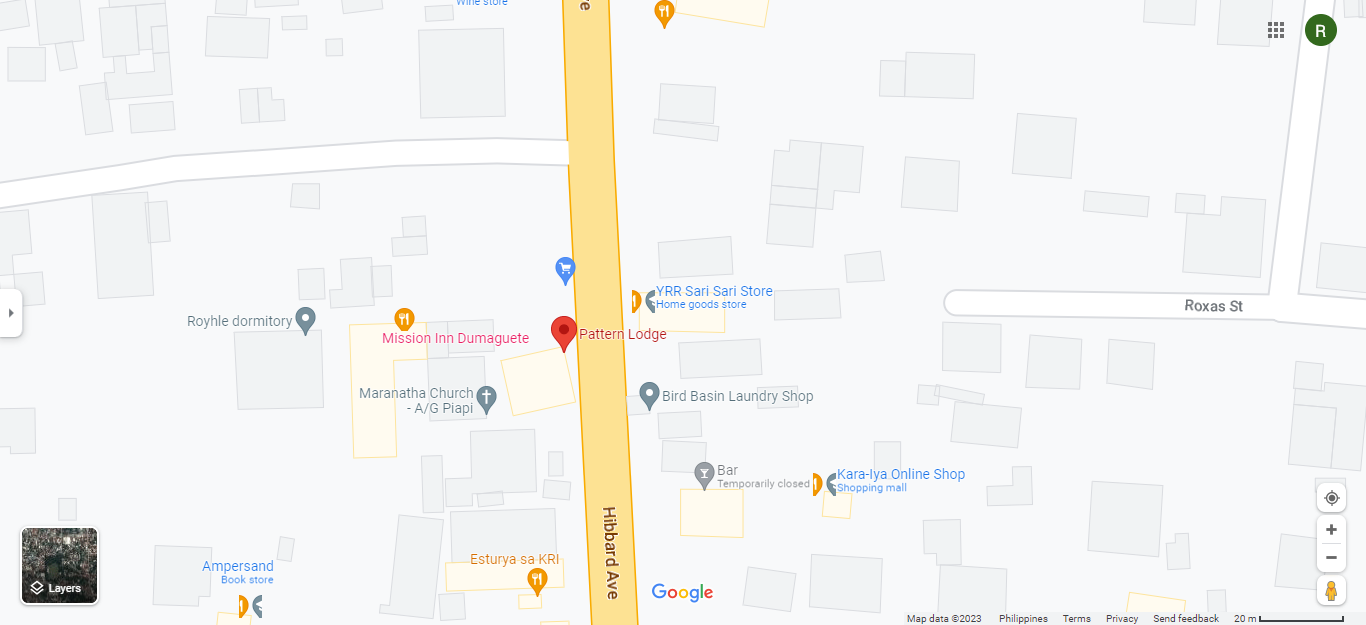 Wine store
ve
R
YRR Sari Sari Store
Home goods store
Roxas St
Royhle dormitory
Mission Inn Dumaguete
Pattern Lodge
Maranatha Church
- A/G Piapi
Bird Basin Laundry Shop
Bar
Temporarily closed
Kara-Iya Online Shop
Shopping mall
Hibbard Ave
Esturya sa KRI
Ampersand
Book store
Layers
Google
Map data ©2023
Philippines
Terms
Privacy
Send feedback
20 m